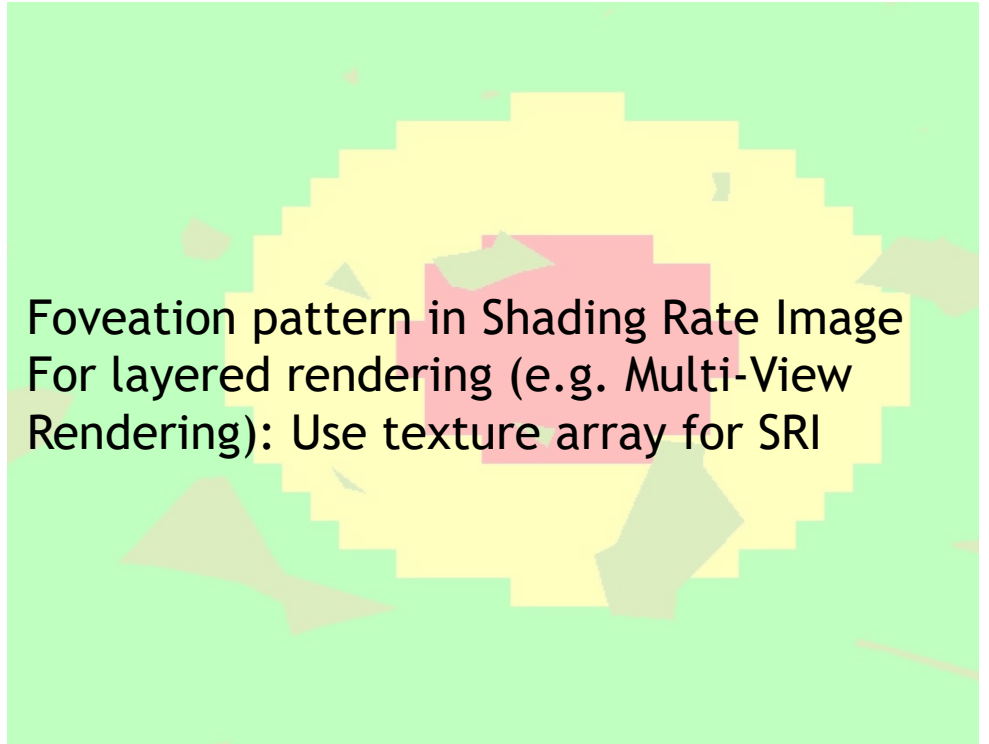 Foveation pattern in Shading Rate Image
For layered rendering (e.g. Multi-View
Rendering): Use texture array for SRI